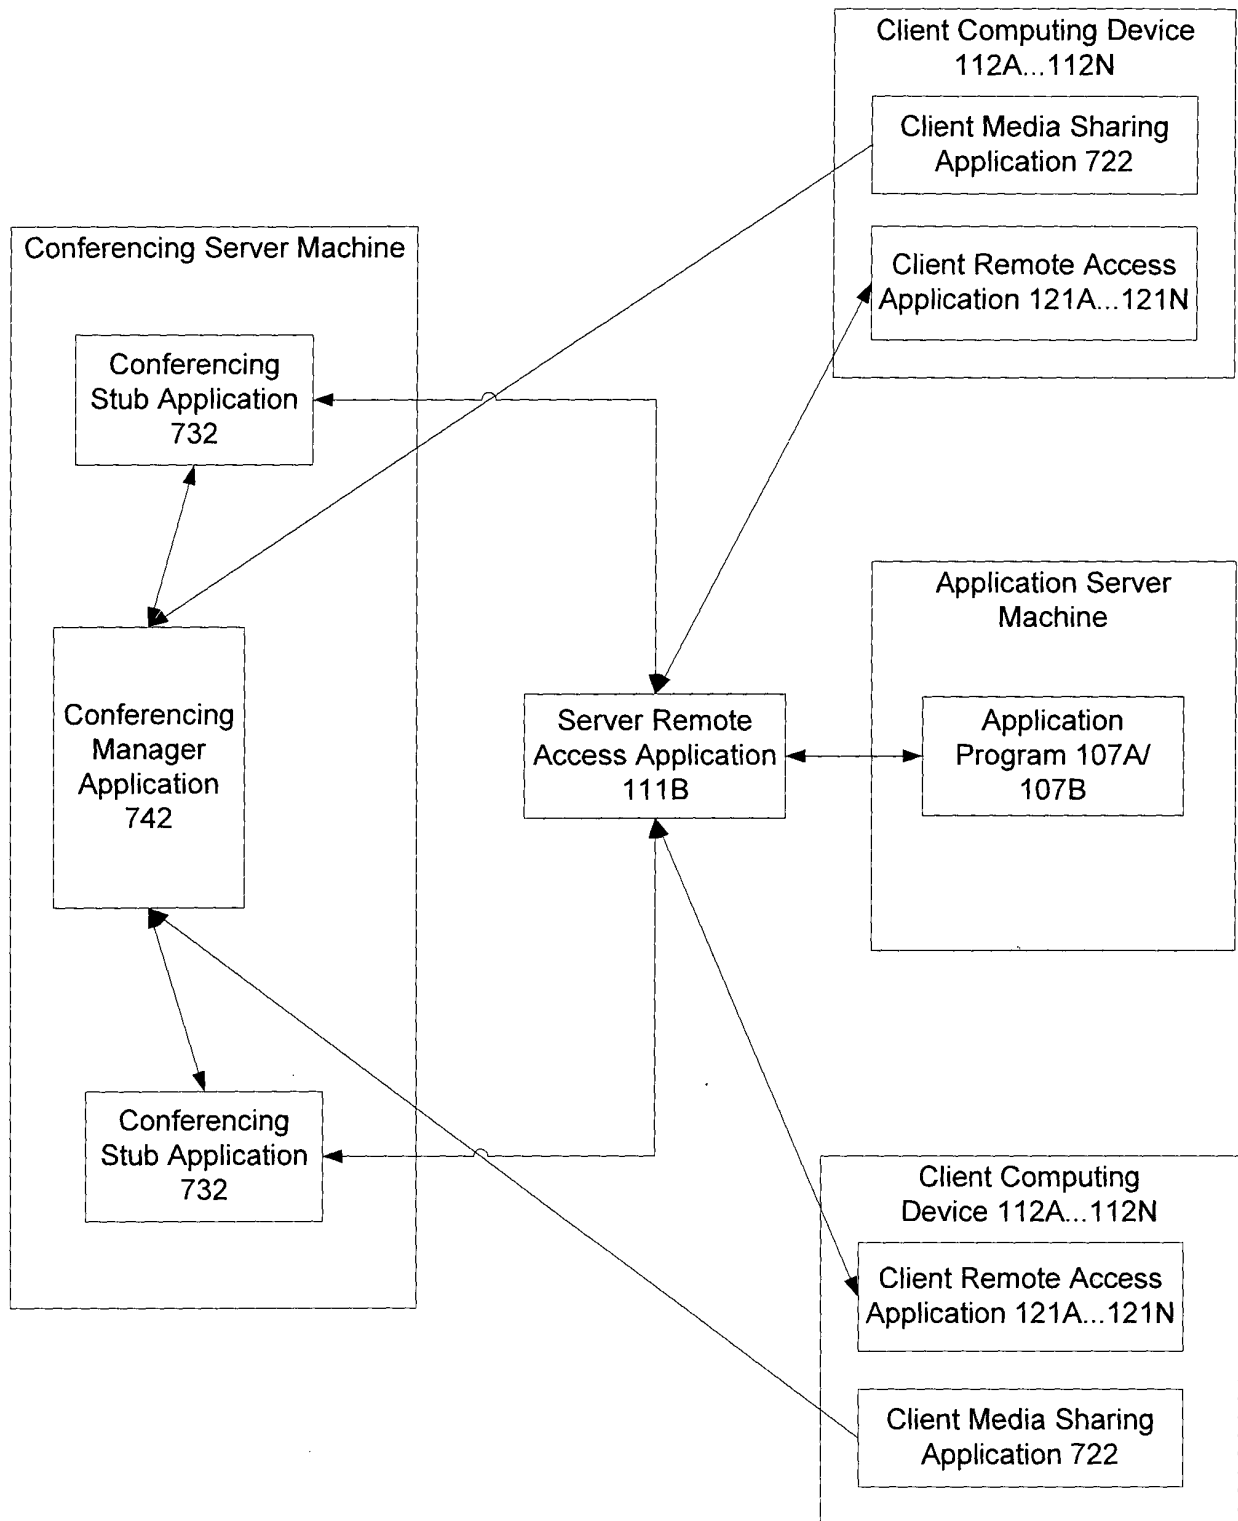 Client Computing Device
112A...112N
Client Media Sharing
Application 722
Client Remote Access
Application 121A...121N
Conferencing Server Machine
Conferencing
Stub Application
732
Conferencing
Manager
Application
742
Conferencing
Stub Application
732
Server Remote
Access Application
111B
Application Server
Machine
Application
Program 107A/
107B
Client Computing
Device 112A...112N
Client Remote Access
Application 121A...121N
Client Media Sharing
Application 722